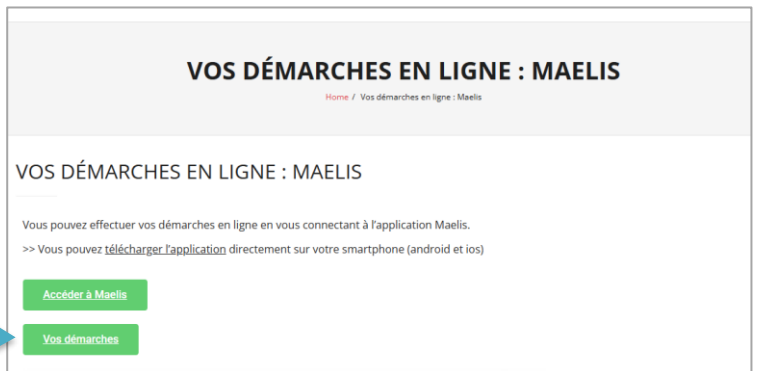 VOS DÉMARCHES EN LIGNE : MAELIS
Home / Vos démarches en ligne : Maelis
VOS DÉMARCHES EN LIGNE : MAELIS
Vous pouvez effectuer vos démarches en ligne en vous connectant à l'application Maelis.
>> Vous pouvez télécharger l'application directement sur votre smartphone (android et ios)
Accéder à Maelis
Vos démarches